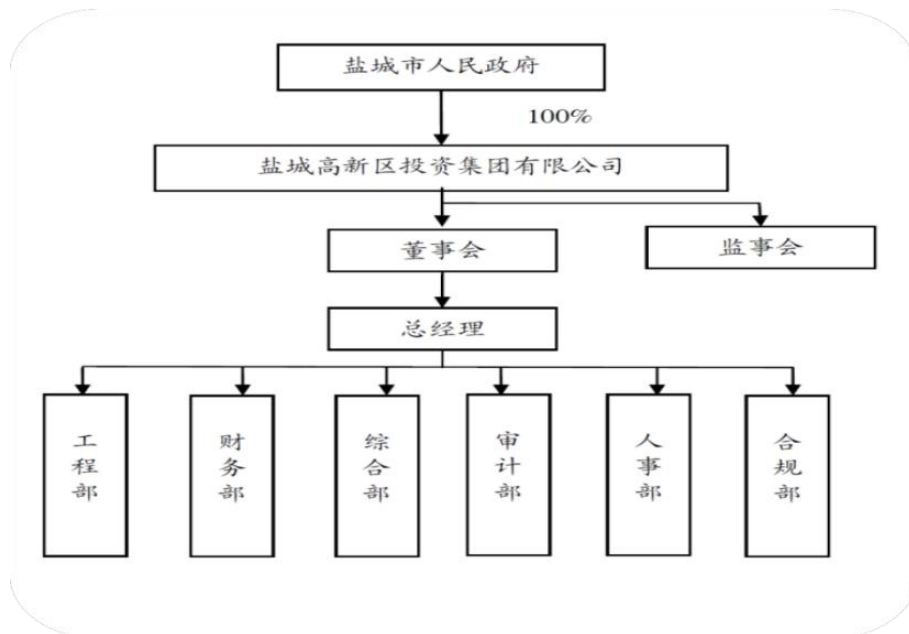 盐城市人民政府
100%
盐城高新区投资集团有限公司
董事会
监事会
总经理
工程部
财务部
综合部
审计部
人事部
合规部